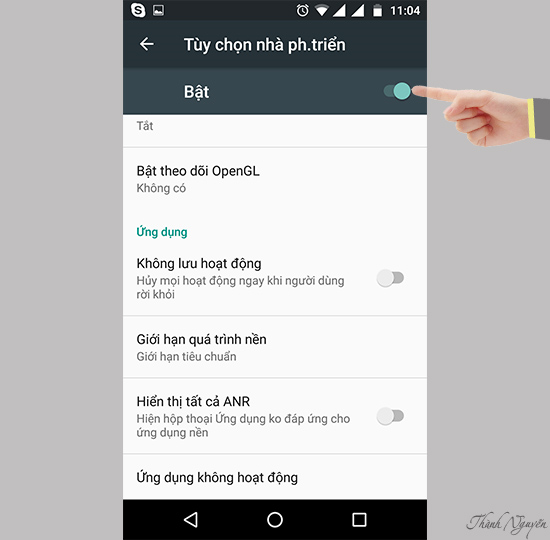 11:04
Tùy chọn nhà ph.triển
Bật
Tắt
Bật theo dõi OpenGL
Không có
Ứng dụng
Không lưu hoạt động
Hủy mọi hoạt động ngay khi người dùng
rời khỏi
Giới hạn quá trình nền
Giới hạn tiêu chuẩn
Hiển thị tất cả ANR
Hiện hộp thoại Ứng dụng ko đáp ứng cho
ứng dụng nền
Ứng dụng không hoạt động
Thành Nguyễn